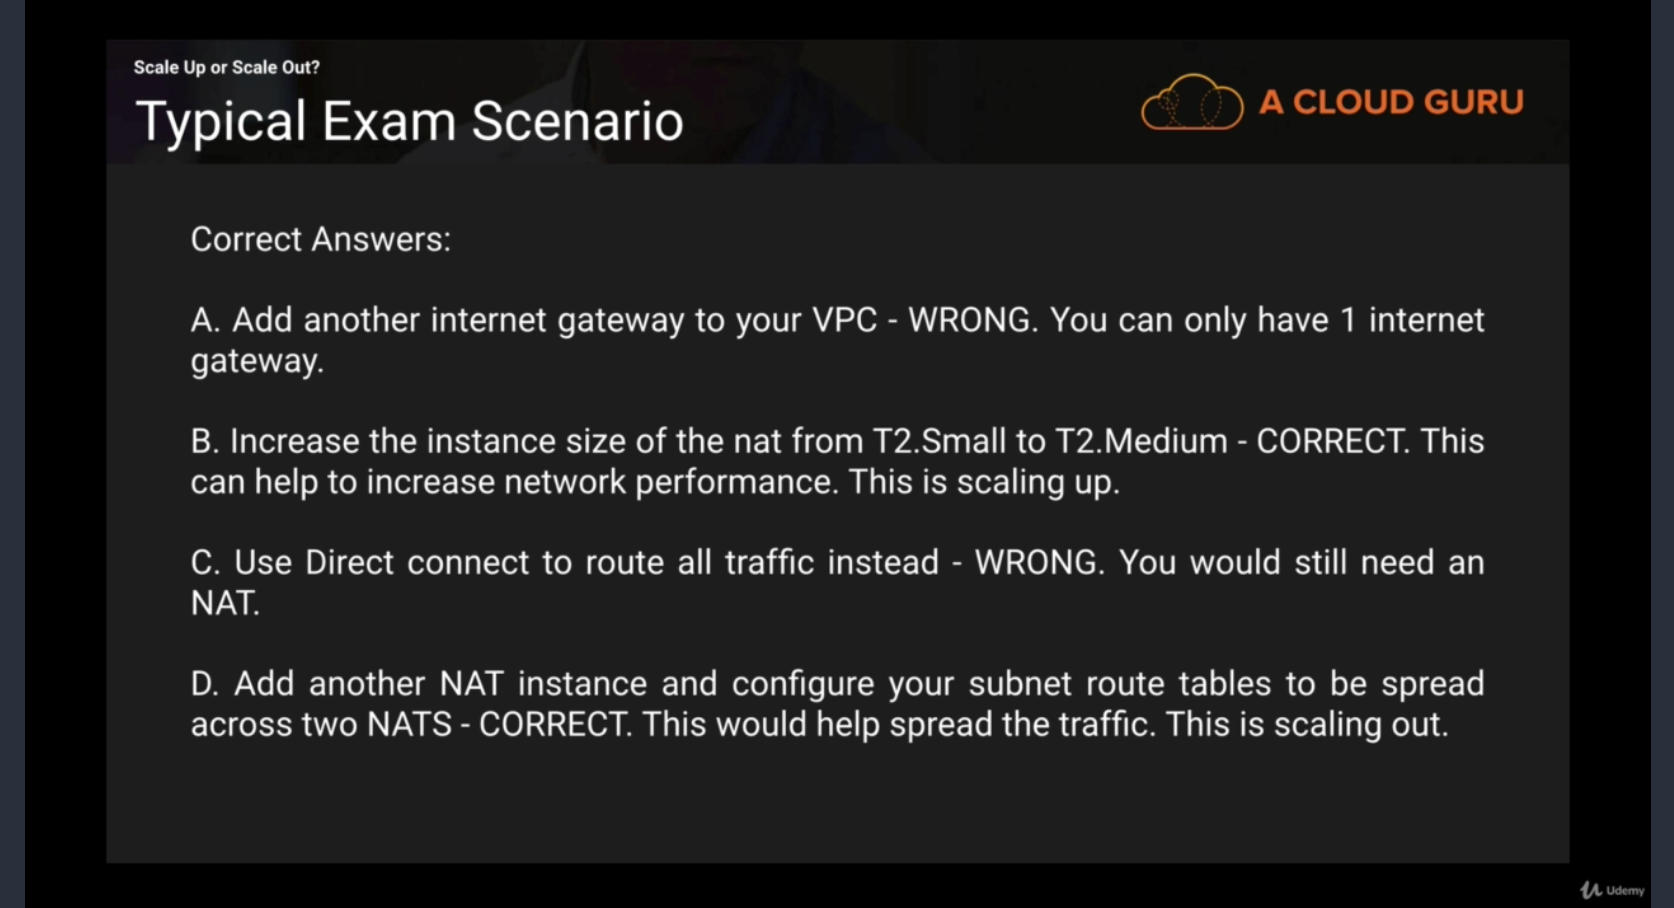 Scale Up or Scale Out?
Typical Exam Scenario
A CLOUD GURU
Correct Answers:
A. Add another internet gateway to your VPC - WRONG. You can only have 1 internet
gateway.
B. Increase the instance size of the nat from T2.Small to T2.Medium - CORRECT. This
can help to increase network performance. This is scaling up.
C. Use Direct connect to route all traffic instead - WRONG. You would still need an
NAT.
D. Add another NAT instance and configure your subnet route tables to be spread
across two NATS - CORRECT. This would help spread the traffic. This is scaling out.
Udemy